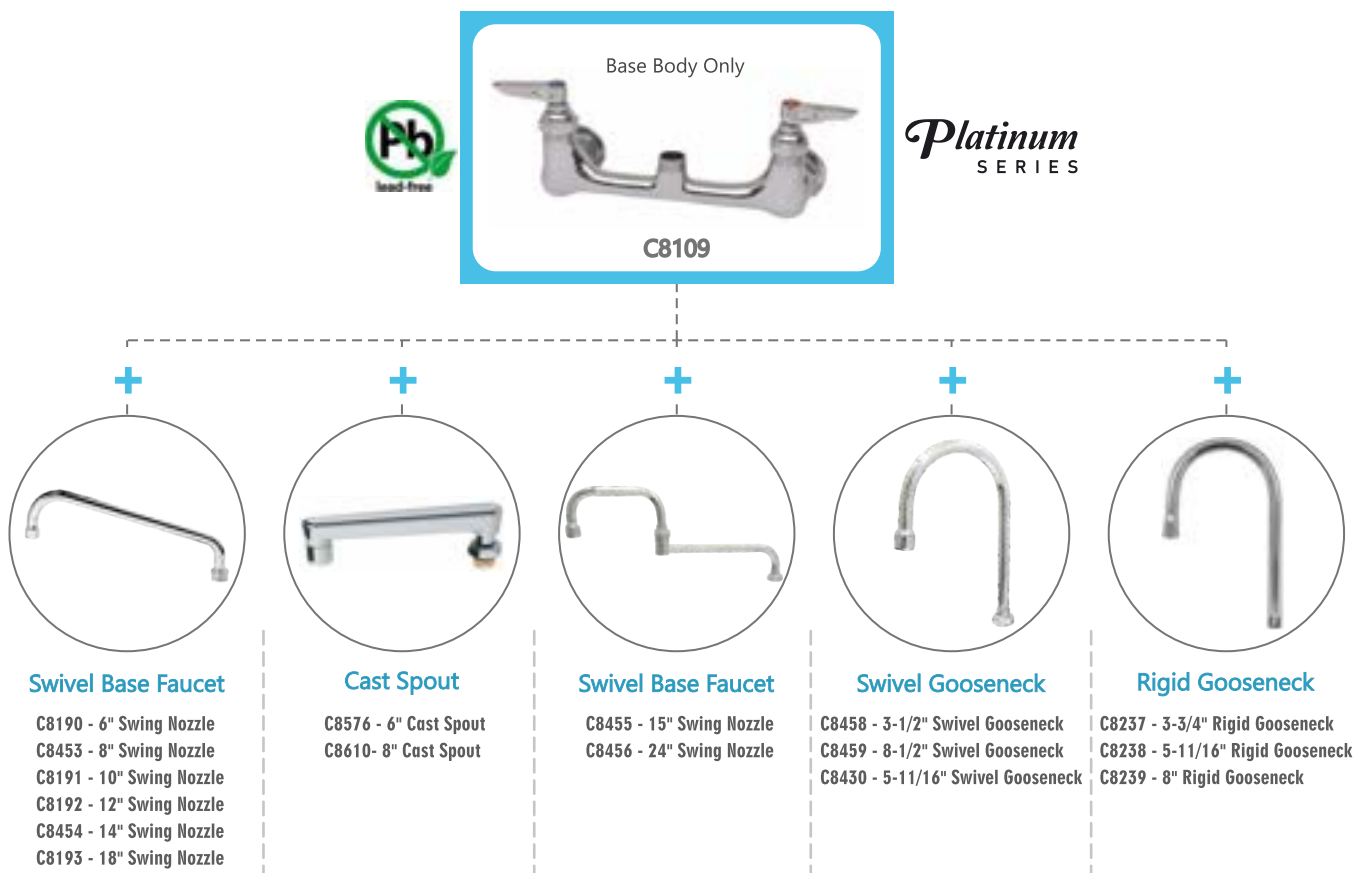 Base Body Only
Pb
lead-free
Platinum
SERIES
C8109
Swivel Base Faucet
C8190 - 6" Swing Nozzle
C8453 - 8" Swing Nozzle
C8191 - 10" Swing Nozzle
C8192 - 12" Swing Nozzle
C8454 - 14" Swing Nozzle
C8193 - 18" Swing Nozzle
Cast Spout
C8576 - 6" Cast Spout
C8610- 8" Cast Spout
Swivel Base Faucet
C8455 - 15" Swing Nozzle
C8456 - 24" Swing Nozzle
Swivel Gooseneck
C8458 - 3-1/2" Swivel Gooseneck
C8459 - 8-1/2" Swivel Gooseneck
C8430 - 5-11/16" Swivel Gooseneck
Rigid Gooseneck
C8237 - 3-3/4" Rigid Gooseneck
C8238 - 5-11/16" Rigid Gooseneck
C8239 - 8" Rigid Gooseneck